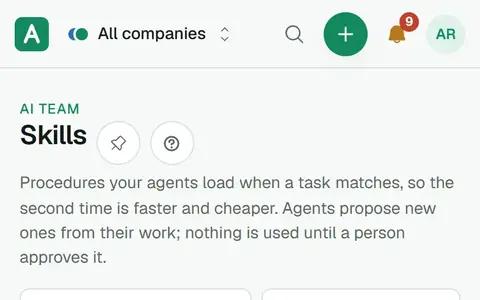 A
All companies
9
AR
AI TEAM
Skills
Procedures your agents load when a task matches, so the
second time is faster and cheaper. Agents propose new
ones from their work; nothing is used until a person
approves it.